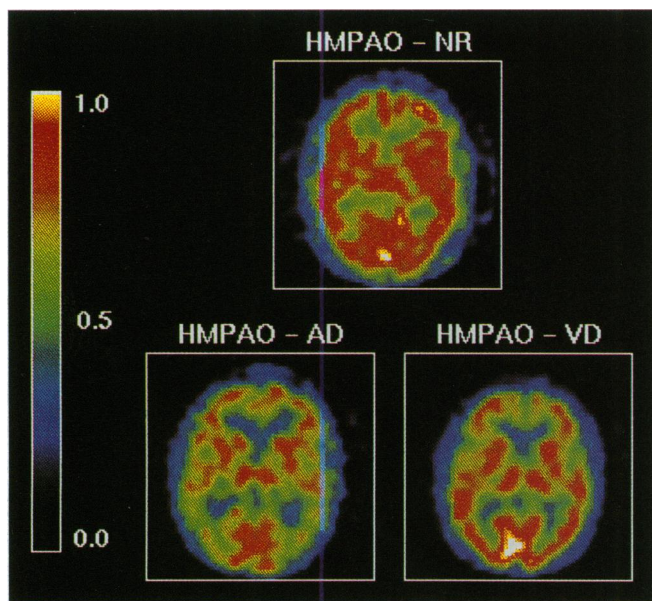 HMPAO – NR
1.0
0.5
HMPAO – AD
HMPAO – VD
0.0